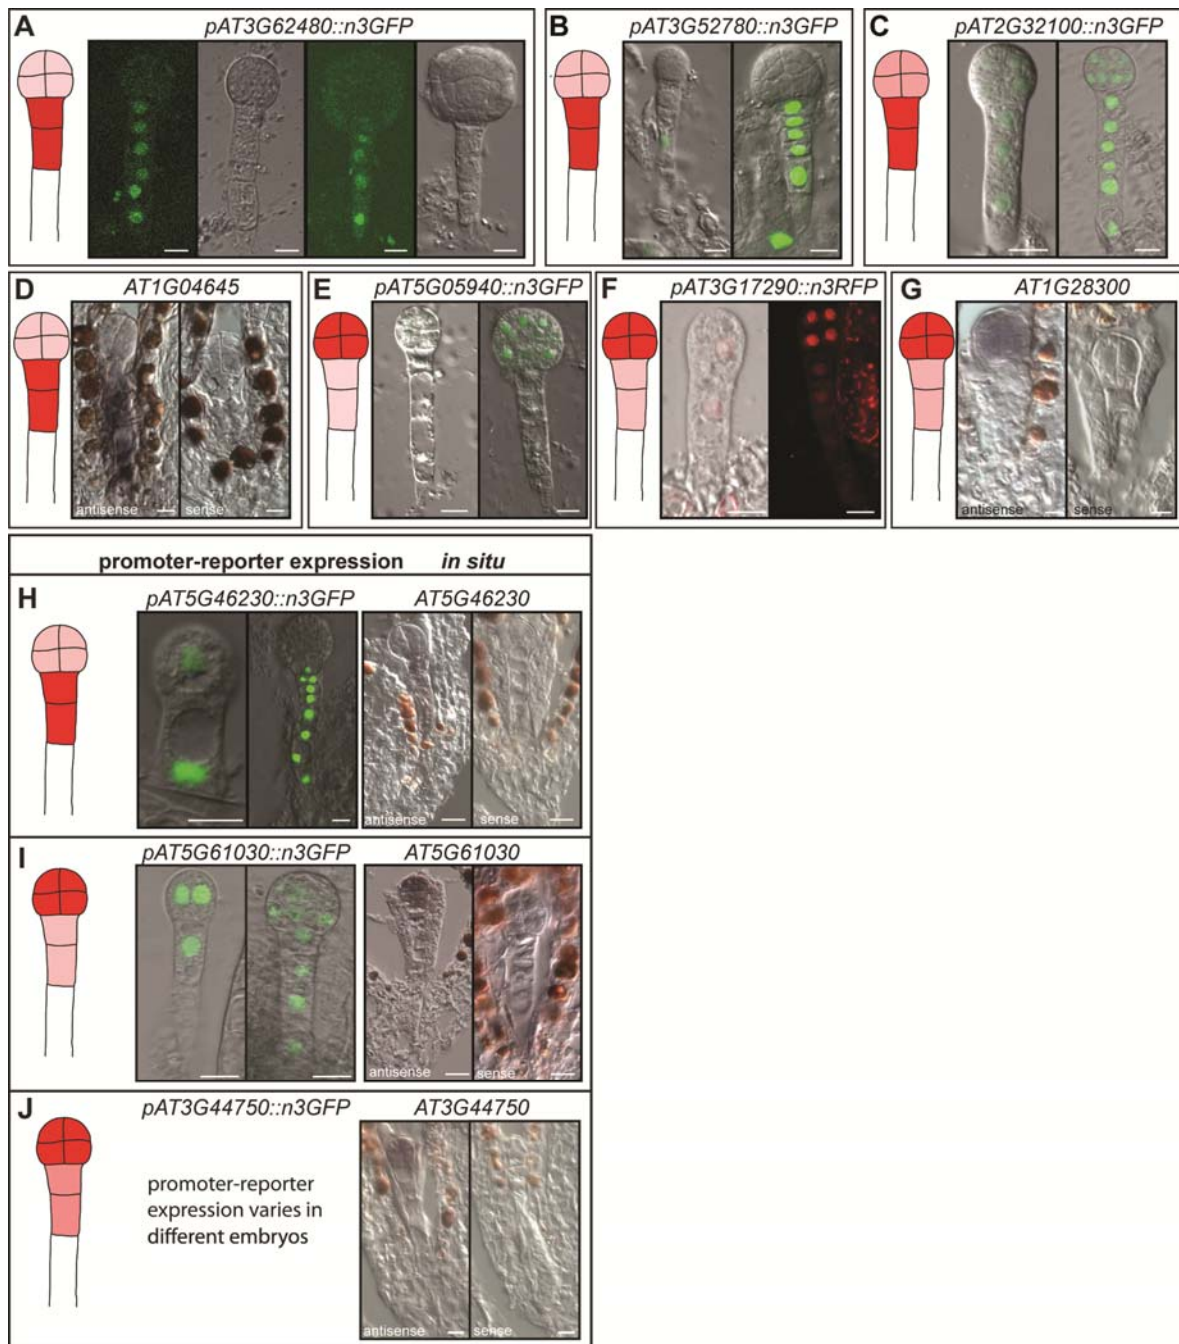 A pAT3G62480::n3GFP
B pAT3G52780::n3GFP
C pAT2G32100::n3GFP
D AT1G04645
antisense sense
E pAT5G05940::n3GFP
F pAT3G17290::n3RFP
G AT1G28300
antisense sense
promoter-reporter expression in situ
H pAT5G46230::n3GFP AT5G46230
antisense sense
I pAT5G61030::n3GFP AT5G61030
antisense sense
J pAT3G44750::n3GFP AT3G44750
promoter-reporter
expression varies in
different embryos
antisense sense